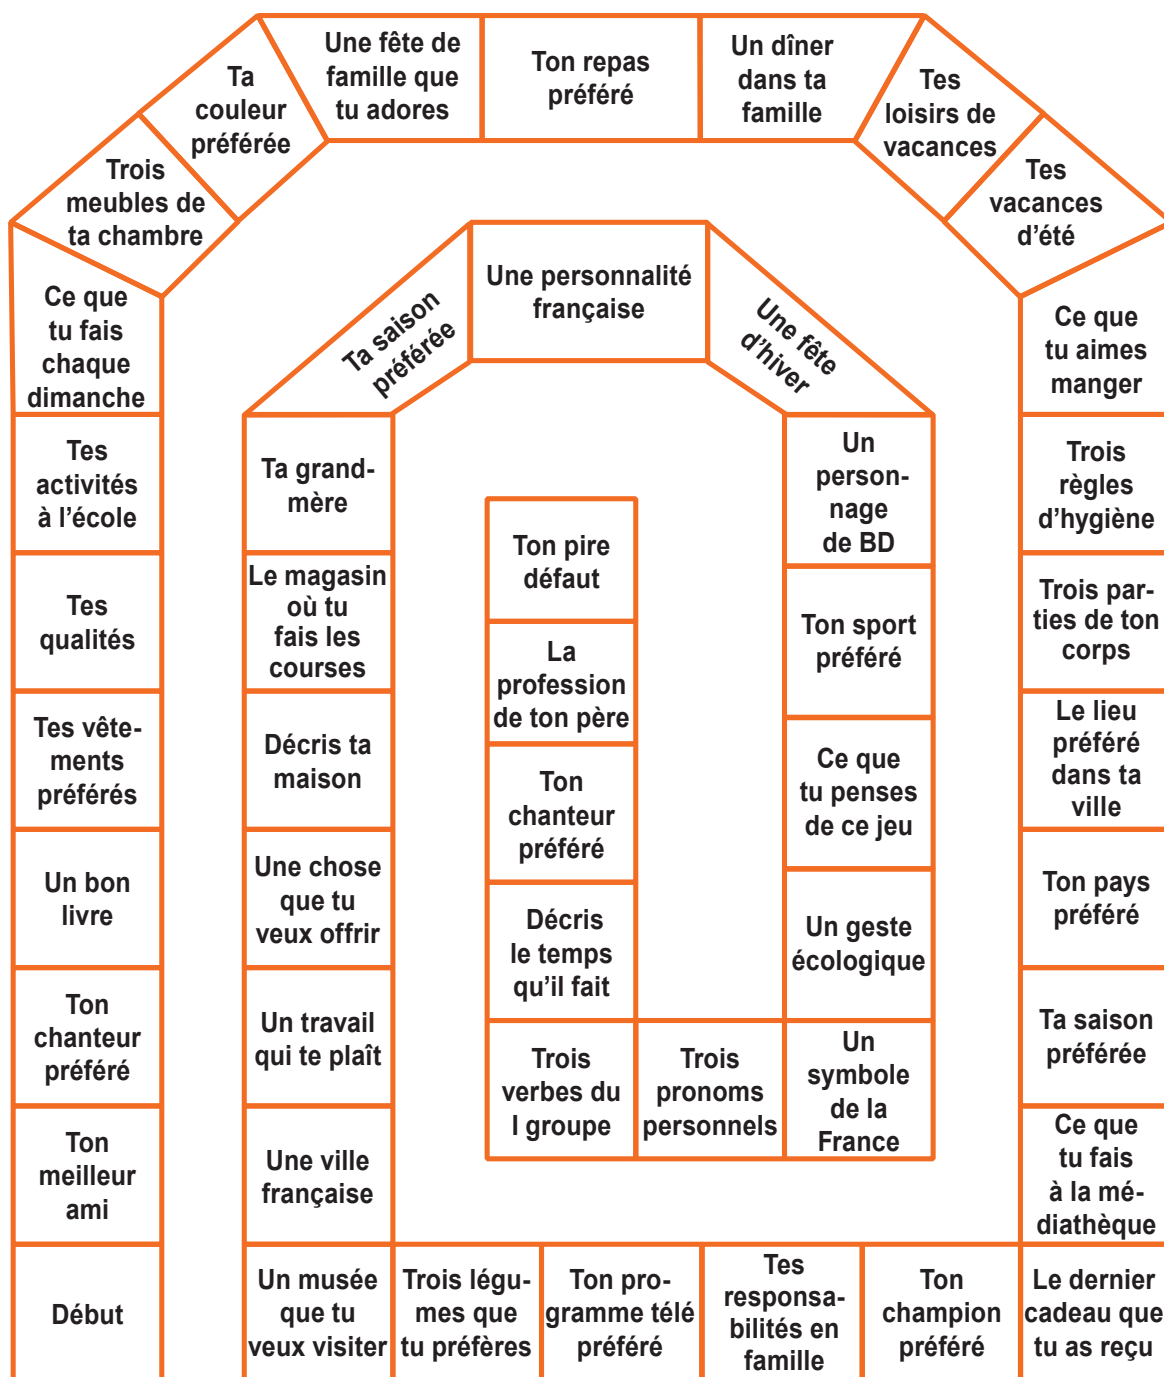 Début
Ton
meilleur
ami
Ton
chanteur
préféré
Un bon
livre
Tes vête-
ments
préférés
Tes
qualités
Tes
activités
à l’école
Ce que
tu fais
chaque
dimanche
Trois
meubles de
ta chambre
Ta
couleur
préférée
Une fête de
famille que
tu adores
Ton repas
préféré
Un dîner
dans ta
famille
Tes
loisirs de
vacances
Tes
vacances
d’été
Ce que
tu aimes
manger
Trois
règles
d’hygiène
Trois par-
ties de ton
corps
Le lieu
préféré
dans ta
ville
Ton pays
préféré
Ta saison
préférée
Ce que
tu fais
à la mé-
diathèque
Le dernier
cadeau que
tu as reçu
Ton
champion
préféré
Tes
responsa-
bilités en
famille
Ton pro-
gramme télé
préféré
Trois légu-
mes que
tu préfères
Un musée
que tu
veux visiter
Une ville
française
Un travail
qui te plaît
Une chose
que tu
veux offrir
Décris ta
maison
Le magasin
où tu
fais les
courses
Ta grand-
mère
Ta saison
préférée
Une personnalité
française
Une fête
d’hiver
Un
person-
nage
de BD
Ton sport
préféré
Ce que
tu penses
de ce jeu
Un geste
écologique
Un
symbole
de la
France
Trois
pronoms
personnels
Trois
verbes du
I groupe
Décris
le temps
qu’il fait
Ton
chanteur
préféré
La
profession
de ton père
Ton pire
défaut